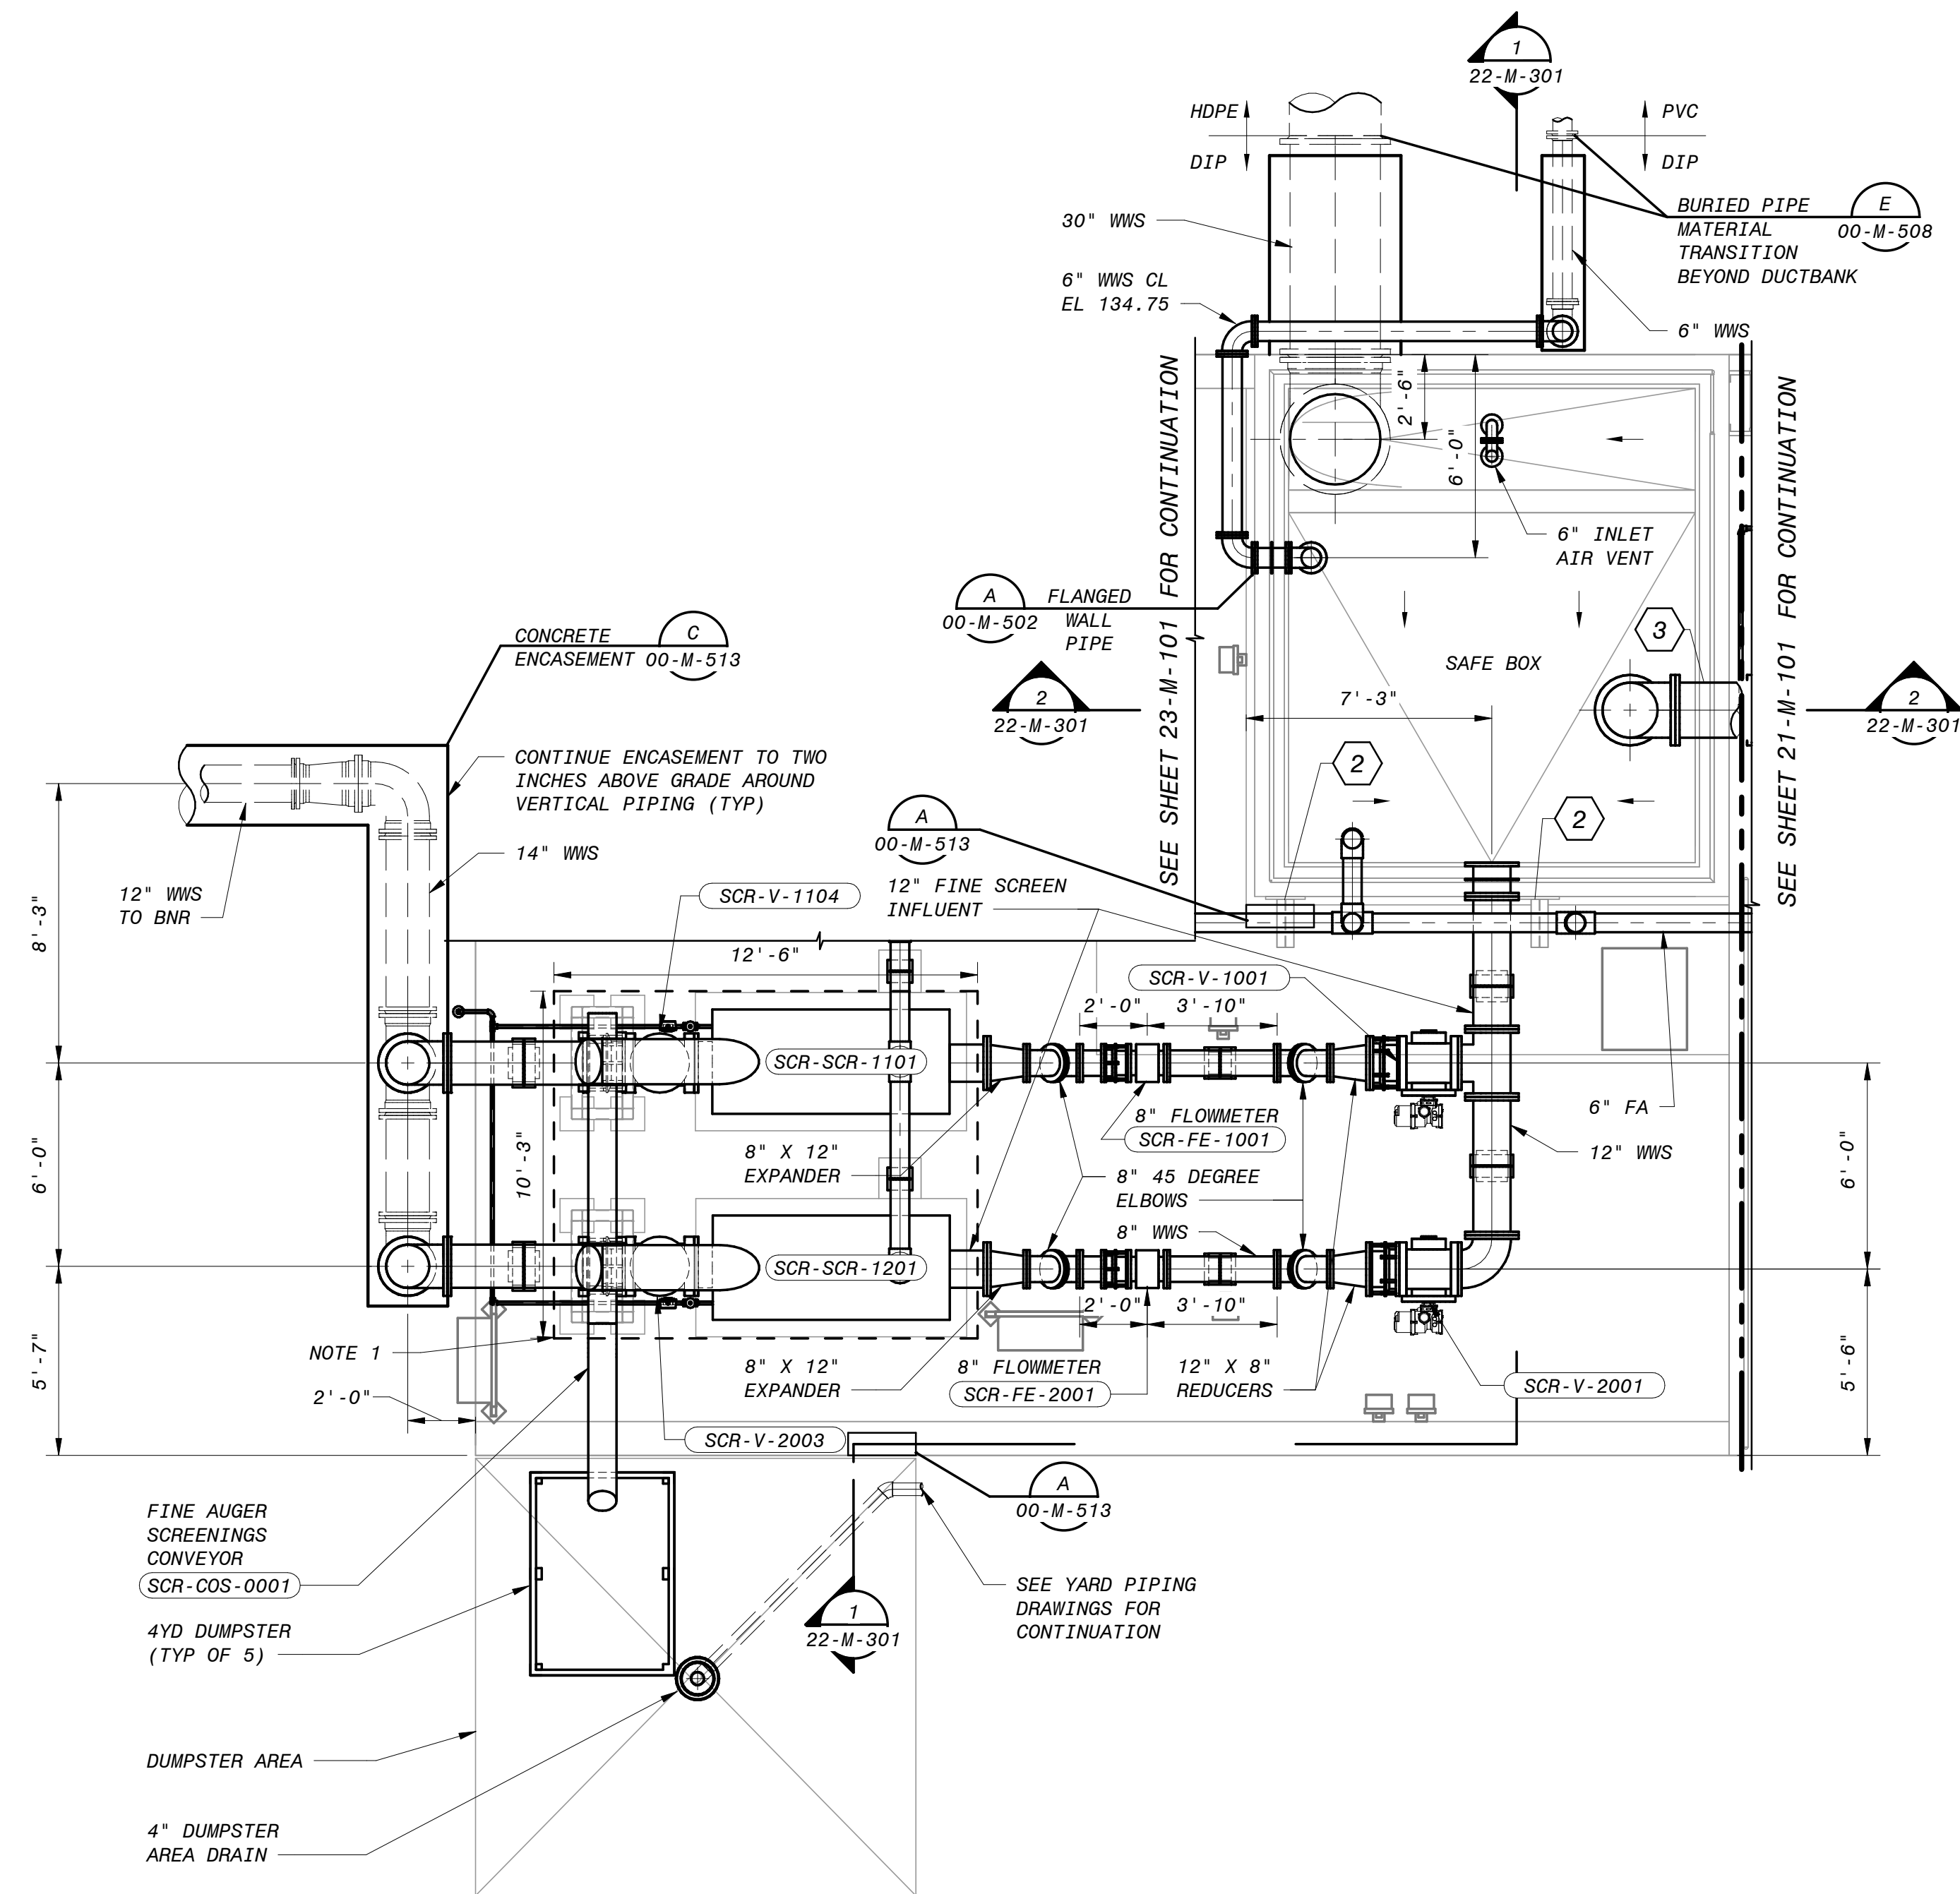 1
22-M-301
HDPE
DIP
PVC
DIP
30" WWS
6" WWS CL
EL 134.75
BURIED PIPE
MATERIAL
TRANSITION
BEYOND DUCTBANK
E
00-M-508
6" WWS
SEE SHEET 23-M-101 FOR CONTINUATION
SEE SHEET 21-M-101 FOR CONTINUATION
2'-6"
6'-0"
6" INLET
AIR VENT
A
00-M-502
FLANGED
WALL
PIPE
CONCRETE
ENCASEMENT
C
00-M-513
3
SAFE BOX
2
22-M-301
7'-3"
2
22-M-301
CONTINUE ENCASEMENT TO TWO
INCHES ABOVE GRADE AROUND
VERTICAL PIPING (TYP)
2
2
A
00-M-513
14" WWS
12" WWS
TO BNR
SCR-V-1104
12" FINE SCREEN
INFLUENT
8'-3"
12'-6"
SCR-V-1001
2'-0"
3'-10"
SCR-SCR-1101
8" FLOWMETER
SCR-FE-1001
6" FA
10'-3"
6'-0"
6'-0"
8" X 12"
EXPANDER
8" 45 DEGREE
ELBOWS
12" WWS
8" WWS
SCR-SCR-1201
2'-0"
3'-10"
NOTE 1
2'-0"
5'-7"
5'-6"
8" X 12"
EXPANDER
8" FLOWMETER
SCR-FE-2001
12" X 8"
REDUCERS
SCR-V-2001
SCR-V-2003
A
00-M-513
FINE AUGER
SCREENINGS
CONVEYOR
SCR-COS-0001
4YD DUMPSTER
(TYP OF 5)
SEE YARD PIPING
DRAWINGS FOR
CONTINUATION
1
22-M-301
DUMPSTER AREA
4" DUMPSTER
AREA DRAIN